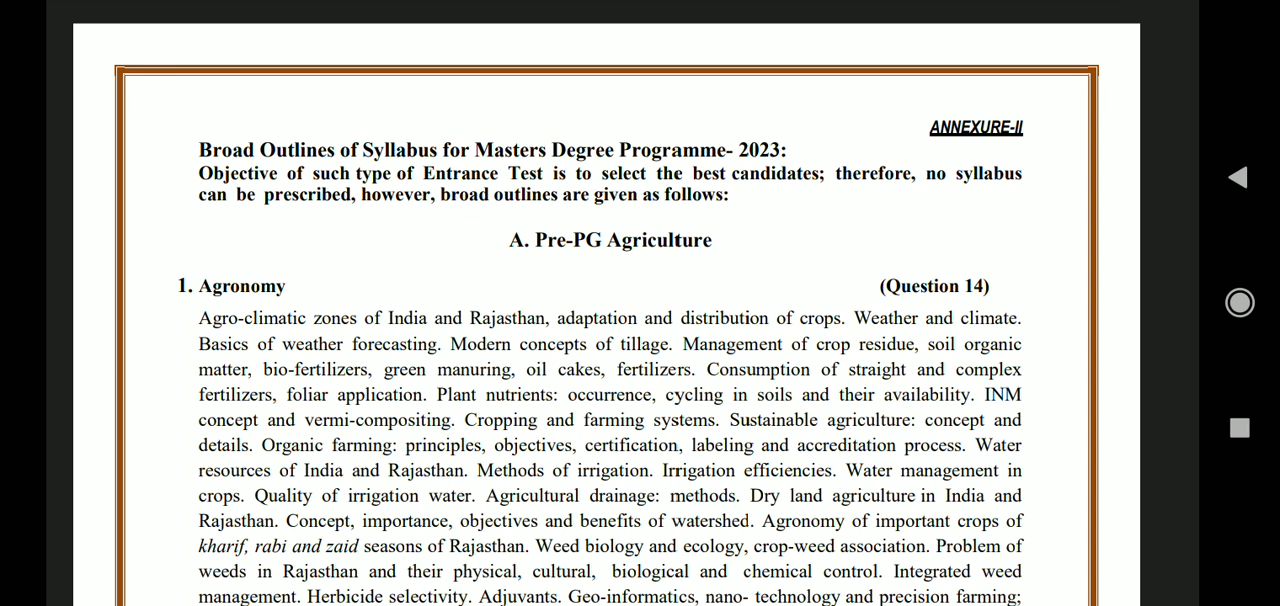 ANNEXURE-II
Broad Outlines of Syllabus for Masters Degree Programme- 2023:
Objective of such type of Entrance Test is to select the best candidates; therefore, no syllabus
can be prescribed, however, broad outlines are given as follows:
A. Pre-PG Agriculture
1. Agronomy (Question 14)
Agro-climatic zones of India and Rajasthan, adaptation and distribution of crops. Weather and climate.
Basics of weather forecasting. Modern concepts of tillage. Management of crop residue, soil organic
matter, bio-fertilizers, green manuring, oil cakes, fertilizers. Consumption of straight and complex
fertilizers, foliar application. Plant nutrients: occurrence, cycling in soils and their availability. INM
concept and vermi-compositing. Cropping and farming systems. Sustainable agriculture: concept and
details. Organic farming: principles, objectives, certification, labeling and accreditation process. Water
resources of India and Rajasthan. Methods of irrigation. Irrigation efficiencies. Water management in
crops. Quality of irrigation water. Agricultural drainage: methods. Dry land agriculture in India and
Rajasthan. Concept, importance, objectives and benefits of watershed. Agronomy of important crops of
kharif, rabi and zaid seasons of Rajasthan. Weed biology and ecology, crop-weed association. Problem of
weeds in Rajasthan and their physical, cultural, biological and chemical control. Integrated weed
management. Herbicide selectivity. Adjuvants. Geo-informatics, nano- technology and precision farming;